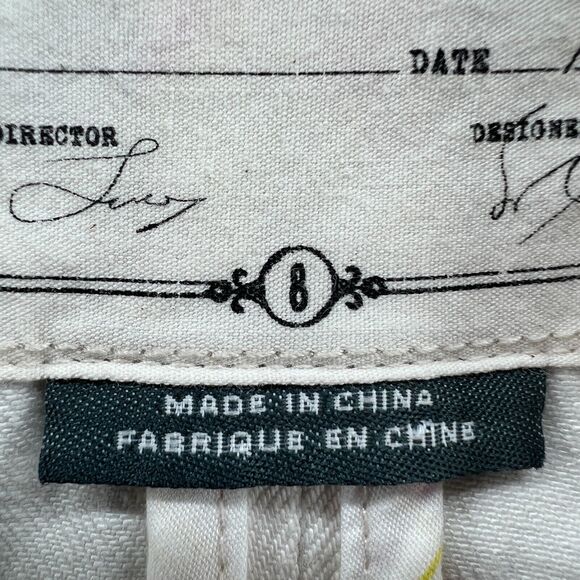 DATE
DIRECTOR
8
MADE IN CHINA
FABRIQUE EN CHINE